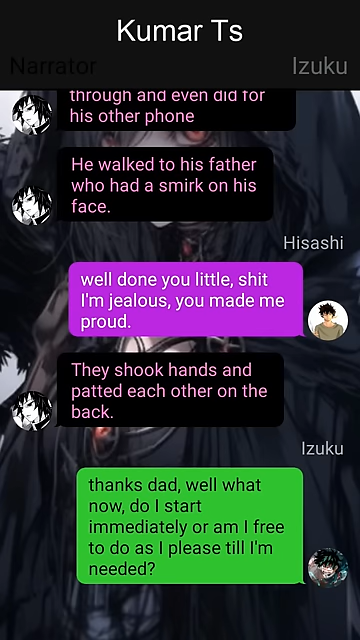 Kumar Ts
Narrator
Izuku
through and even did for
his other phone
He walked to his father
who had a smirk on his
face.
Hisashi
well done you little, shit
I'm jealous, you made me
proud.
They shook hands and
patted each other on the
back.
Izuku
thanks dad, well what
now, do I start
immediately or am I free
to do as I please till I'm
needed?